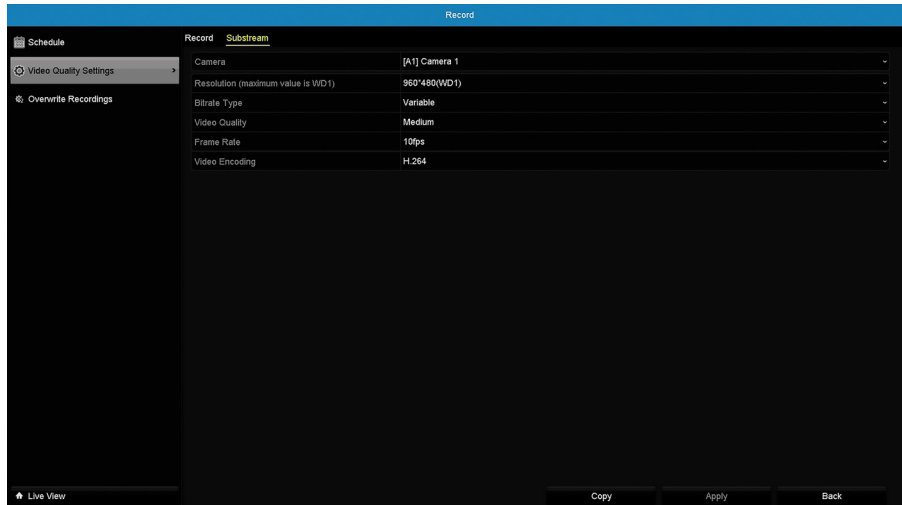 Record
Schedule
Video Quality Settings
Overwrite Recordings
Record Substream
Camera [A1] Camera 1
Resolution (maximum value is WD1) 960*480(WD1)
Bitrate Type Variable
Video Quality Medium
Frame Rate 10fps
Video Encoding H.264
Live View Copy Apply Back